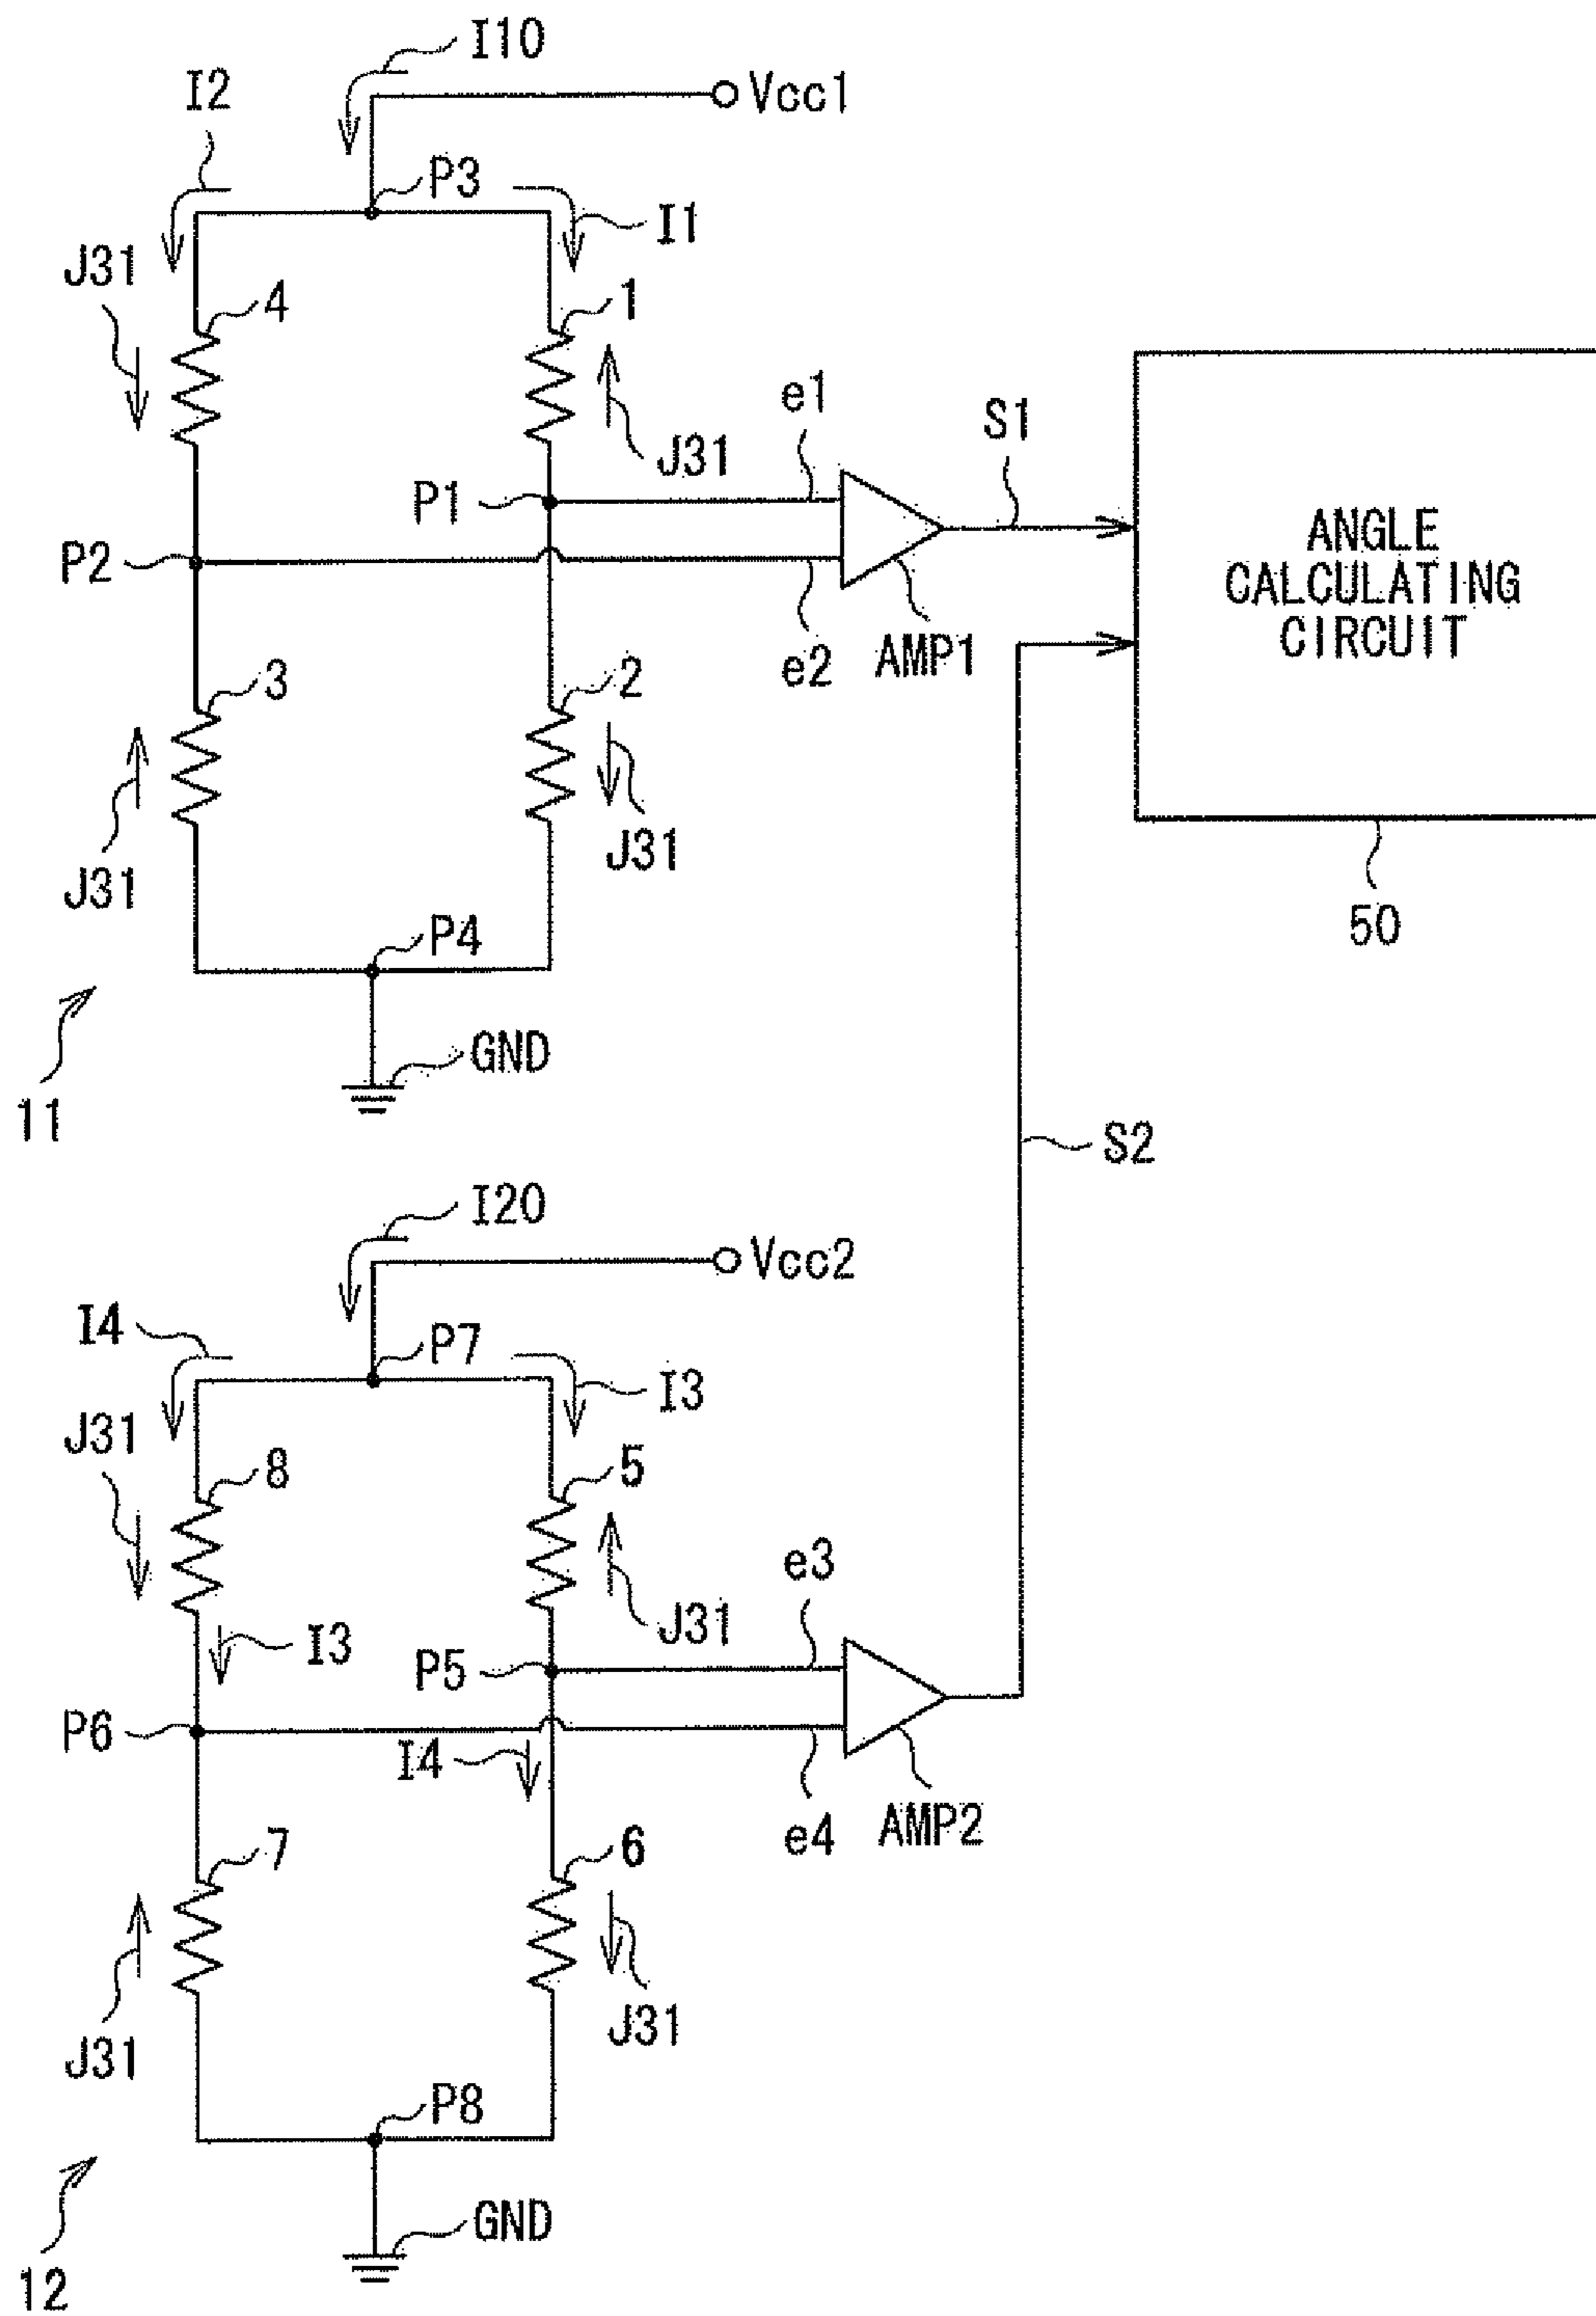 I10
I2
Vcc1
P3
I1
J31
4
1
e1
S1
J31
P1
ANGLE
CALCULATING
CIRCUIT
P2
AMP1
e2
3
2
J31
J31
P4
50
11
GND
S2
I20
Vcc2
I4
P7
I3
J31
8
5
e3
J31
I3
P5
P6
I4
e4
AMP2
7
6
J31
J31
P8
GND
12